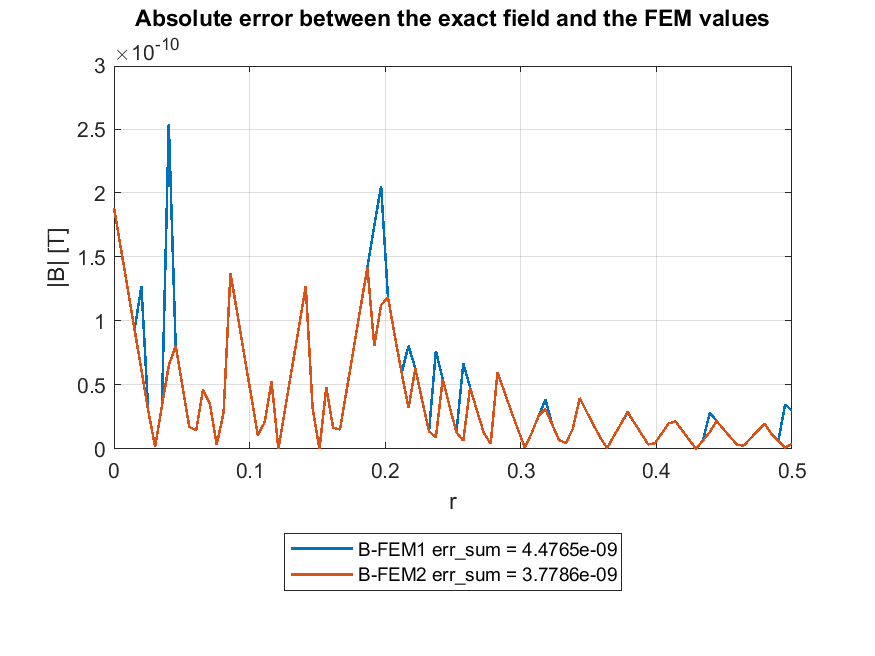 Absolute error between the exact field and the FEM values
×10-10
3
2.5
2
1.5
1
0.5
0
|B| [T]
0 0.1 0.2 0.3 0.4 0.5
r
B-FEM1 err_sum = 4.4765e-09
B-FEM2 err_sum = 3.7786e-09